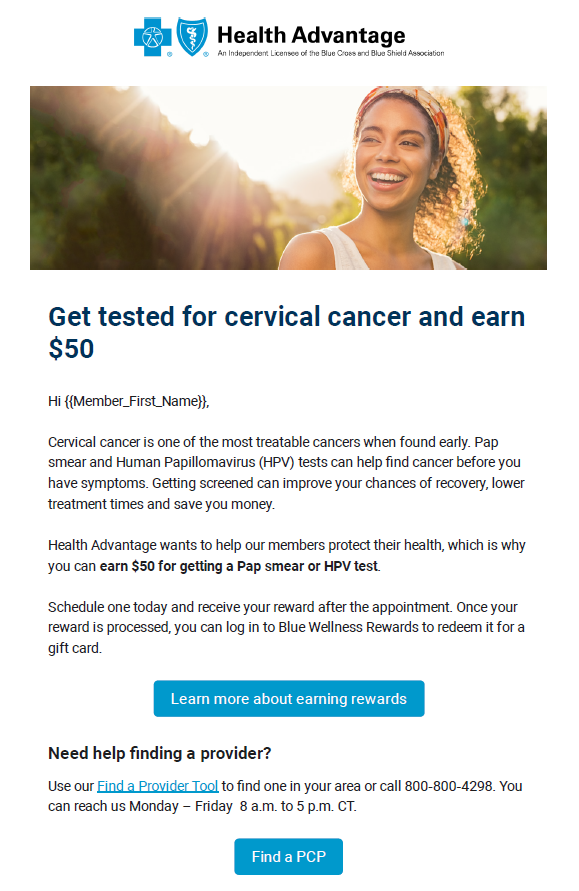 Health Advantage
An Independent Licensee of the Blue Cross and Blue Shield Association
Get tested for cervical cancer and earn
$50
Hi {{Member_First_Name}},
Cervical cancer is one of the most treatable cancers when found early. Pap
smear and Human Papillomavirus (HPV) tests can help find cancer before you
have symptoms. Getting screened can improve your chances of recovery, lower
treatment times and save you money.
Health Advantage wants to help our members protect their health, which is why
you can earn $50 for getting a Pap smear or HPV test.
Schedule one today and receive your reward after the appointment. Once your
reward is processed, you can log in to Blue Wellness Rewards to redeem it for a
gift card.
Learn more about earning rewards
Need help finding a provider?
Use our Find a Provider Tool to find one in your area or call 800-800-4298. You
can reach us Monday – Friday  8 a.m. to 5 p.m. CT.
Find a PCP